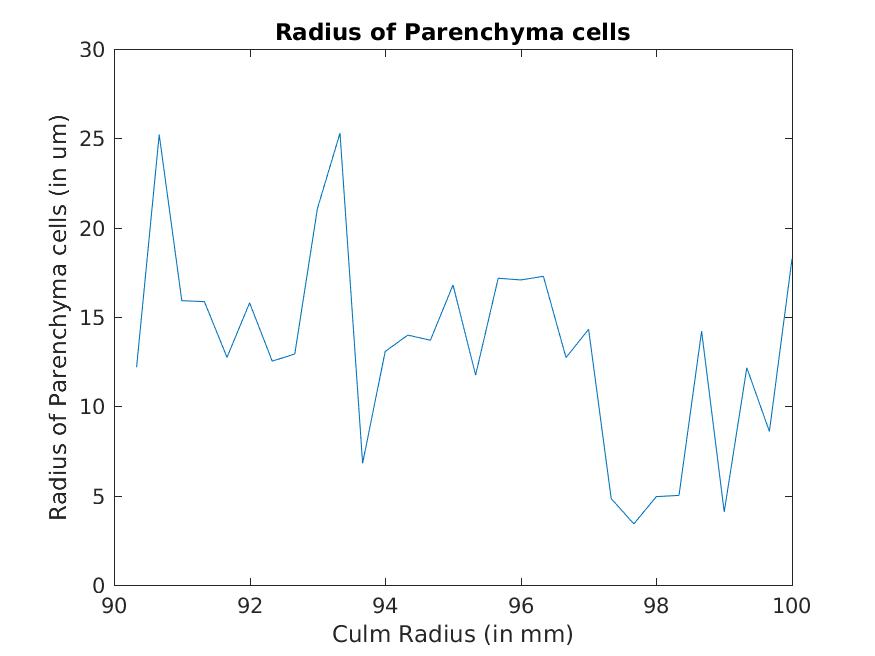 Radius of Parenchyma cells
30
25
20
15
10
5
0
Radius of Parenchyma cells (in um)
90 92 94 96 98 100
Culm Radius (in mm)